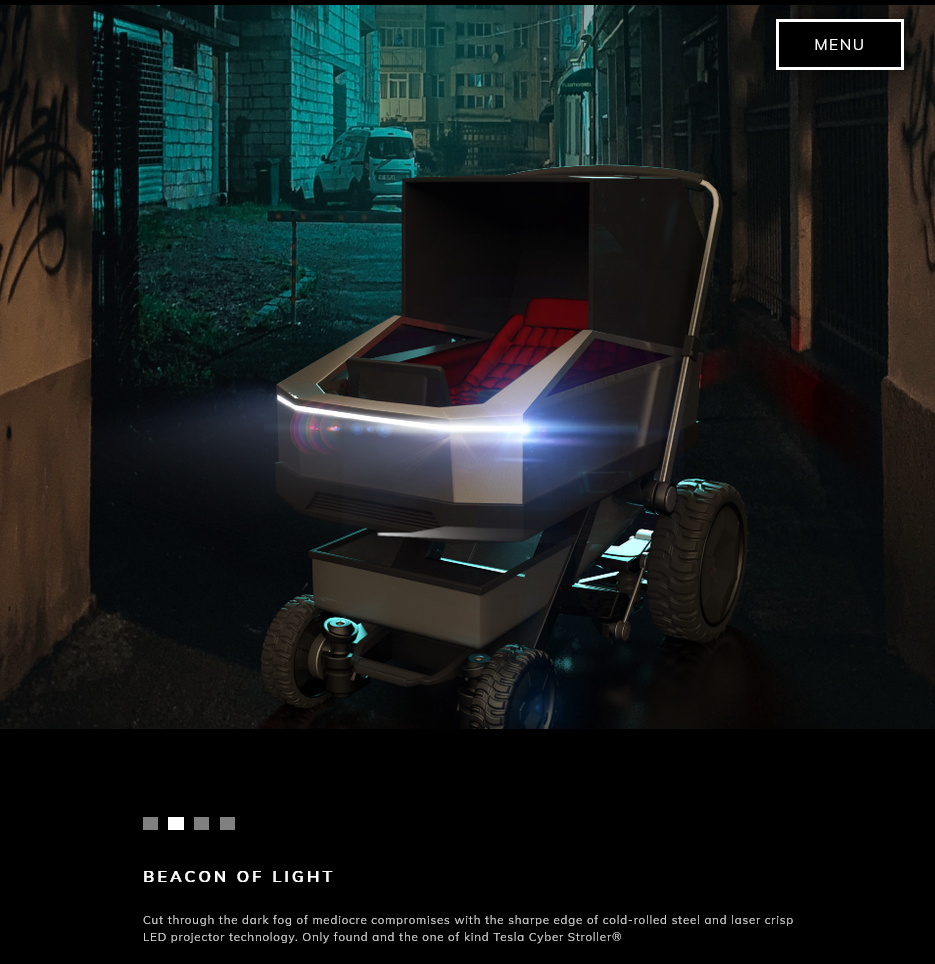 MENU
BEACON OF LIGHT
Cut through the dark fog of mediocre compromises with the sharpe edge of cold-rolled steel and laser crisp
LED projector technology. Only found and the one of kind Tesla Cyber Stroller®